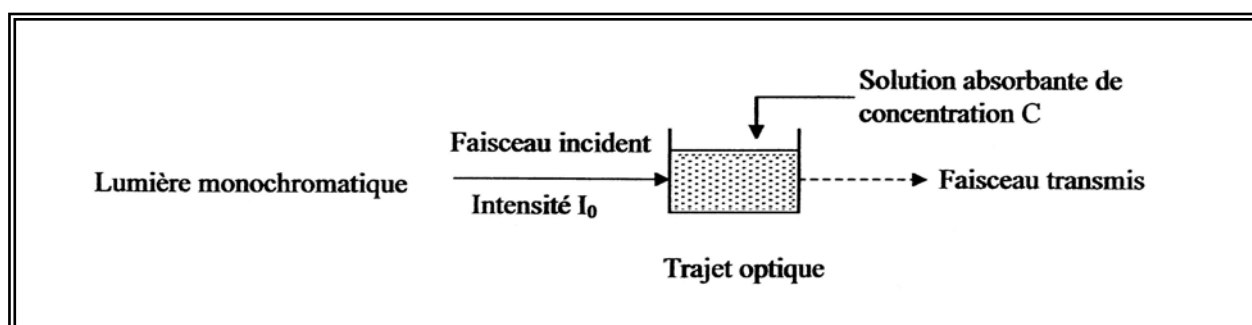 Solution absorbante de
concentration C
Faisceau incident
Lumière monochromatique
Faisceau transmis
Intensité I₀
Trajet optique